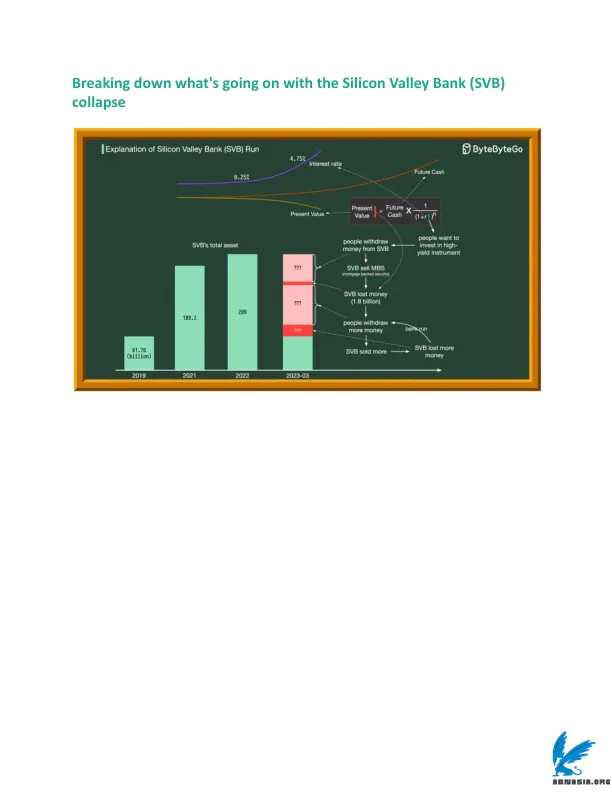 Breaking down what's going on with the Silicon Valley Bank (SVB)
collapse
Explanation of Silicon Valley Bank (SVB) Run
ByteByteGo
4.75%
Interest rate
0.25%
Future Cash
Present Value
Present
Value
=
Future
Cash
X
1
(1+r)^n
people want to
invest in high-
yield instrument
SVB's total asset
people withdraw
money from SVB
SVB sell MBS
(mortgage backed security)
SVB lost money
(1.8 billion)
people withdraw
more money
bank run
SVB sold more
SVB lost more
money
61.76
(billion)
189.2
209
???
???
???
2019
2021
2022
2023-03
ABNASIA.ORG